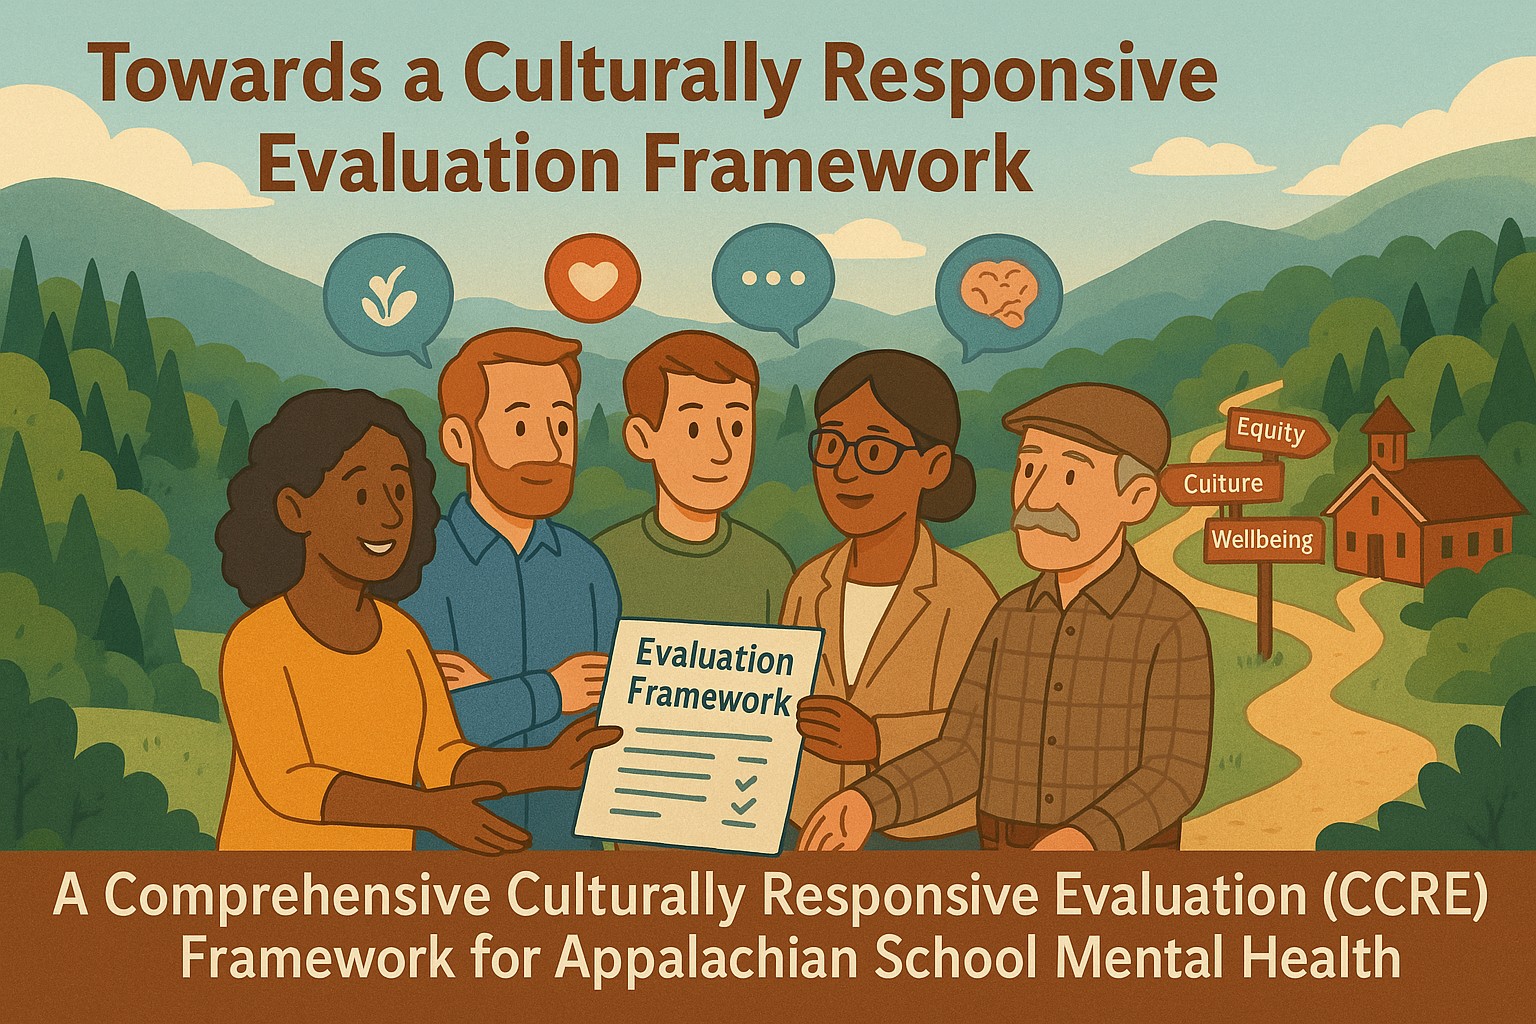 Towards a Culturally Responsive
Evaluation Framework
Equity
Cuiture
Wellbeing
Evaluation
Framework
A Comprehensive Culturally Responsive Evaluation (CCRE)
Framework for Appalachian School Mental Health